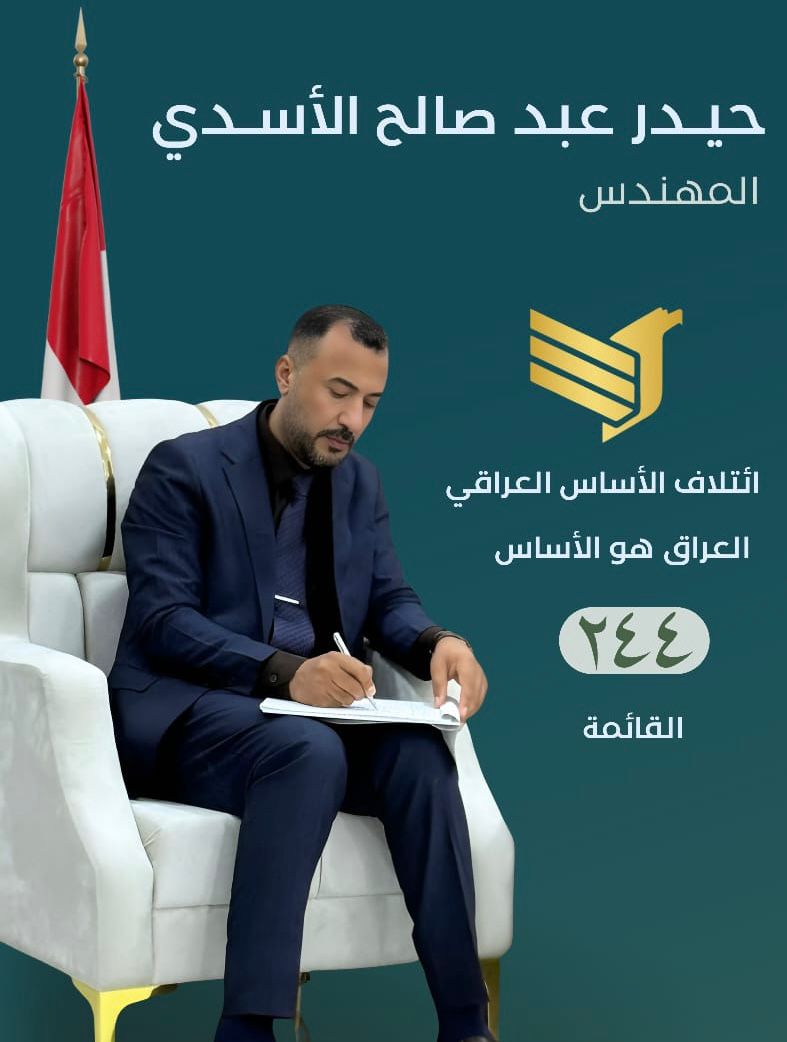 حيدر عبد صالح الأسدي
المهندس
ائتلاف الأساس العراقي
العراق هو الأساس
٢٤٤
القائمة